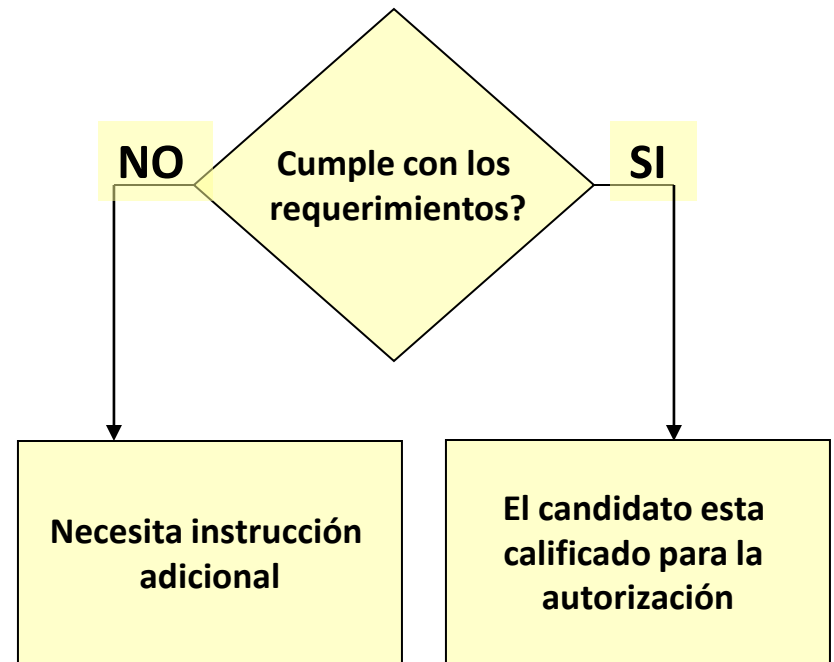 NO
Cumple con los
requerimientos?
SI
Necesita instrucción
adicional
El candidato esta
calificado para la
autorización